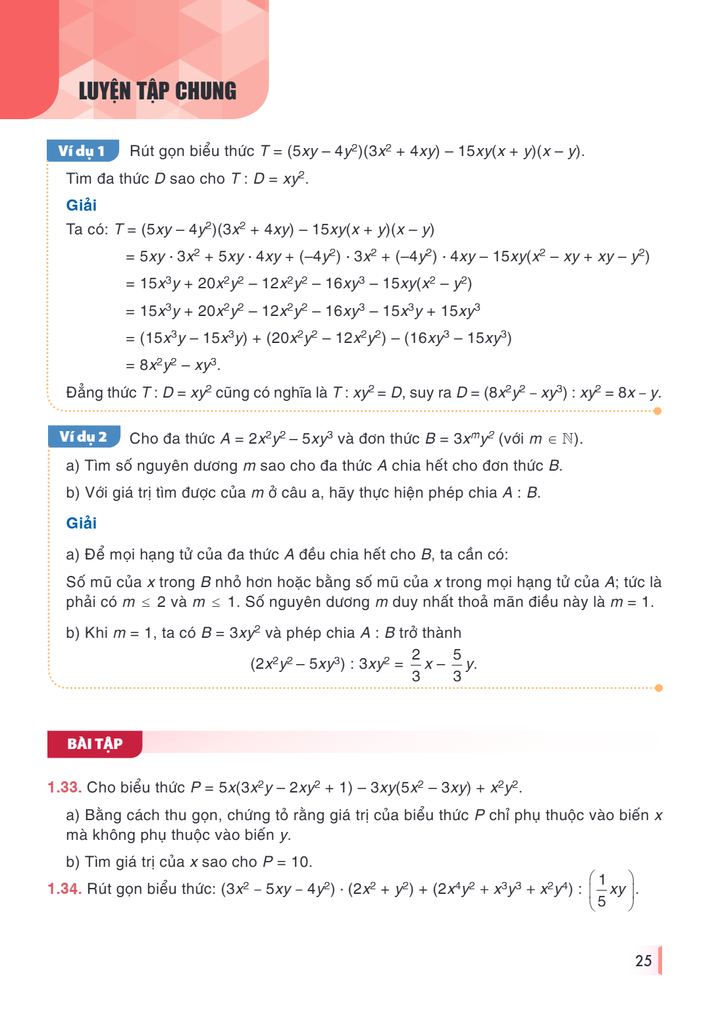 LUYỆN TẬP CHUNG
Ví dụ 1 Rút gọn biểu thức T = (5xy – 4y²)(3x² + 4xy) – 15xy(x + y)(x – y).
Tìm đa thức D sao cho T : D = xy².
Giải
Ta có: T = (5xy – 4y²)(3x² + 4xy) – 15xy(x + y)(x – y)
= 5xy · 3x² + 5xy · 4xy + (–4y²) · 3x² + (–4y²) · 4xy – 15xy(x² – xy + xy – y²)
= 15x³y + 20x²y² – 12x²y² – 16xy³ – 15xy(x² – y²)
= 15x³y + 20x²y² – 12x²y² – 16xy³ – 15x³y + 15xy³
= (15x³y – 15x³y) + (20x²y² – 12x²y²) – (16xy³ – 15xy³)
= 8x²y² – xy³.
Đẳng thức T : D = xy² cũng có nghĩa là T : xy² = D, suy ra D = (8x²y² – xy³) : xy² = 8x – y.
Ví dụ 2 Cho đa thức A = 2x²y² – 5xy³ và đơn thức B = 3xᵐy² (với m ∈ ℕ).
a) Tìm số nguyên dương m sao cho đa thức A chia hết cho đơn thức B.
b) Với giá trị tìm được của m ở câu a, hãy thực hiện phép chia A : B.
Giải
a) Để mọi hạng tử của đa thức A đều chia hết cho B, ta cần có:
Số mũ của x trong B nhỏ hơn hoặc bằng số mũ của x trong mọi hạng tử của A; tức là
phải có m ≤ 2 và m ≤ 1. Số nguyên dương m duy nhất thoả mãn điều này là m = 1.
b) Khi m = 1, ta có B = 3xy² và phép chia A : B trở thành
(2x²y² – 5xy³) : 3xy² = 2/3 x – 5/3 y.
BÀI TẬP
1.33. Cho biểu thức P = 5x(3x²y – 2xy² + 1) – 3xy(5x² – 3xy) + x²y².
a) Bằng cách thu gọn, chứng tỏ rằng giá trị của biểu thức P chỉ phụ thuộc vào biến x
mà không phụ thuộc vào biến y.
b) Tìm giá trị của x sao cho P = 10.
1.34. Rút gọn biểu thức: (3x² – 5xy – 4y²) · (2x² + y²) + (2x⁴y² + x³y³ + x²y⁴) : (1/5 xy).
25